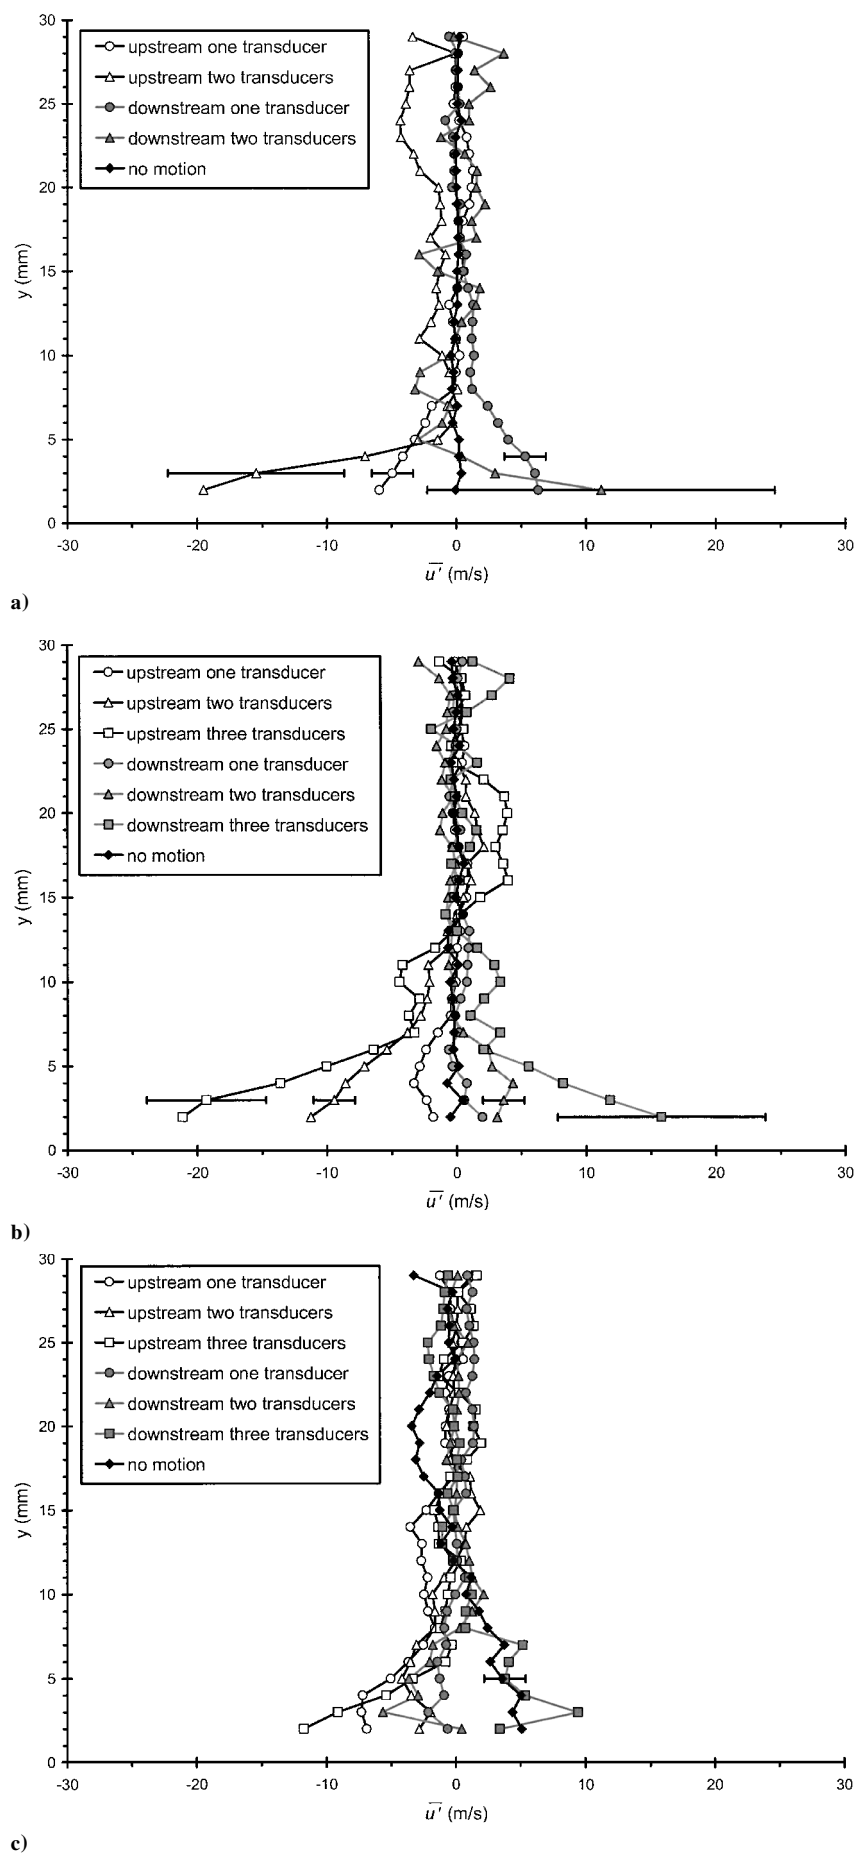 30
upstream one transducer
upstream two transducers
25
downstream one transducer
downstream two transducers
no motion
20
y (mm)
15
10
5
0
-30 -20 -10 0 10 20 30
u' (m/s)
a)
30
upstream one transducer
upstream two transducers
25
upstream three transducers
downstream one transducer
downstream two transducers
20
downstream three transducers
no motion
y (mm)
15
10
5
0
-30 -20 -10 0 10 20 30
u' (m/s)
b)
30
upstream one transducer
upstream two transducers
25
upstream three transducers
downstream one transducer
downstream two transducers
20
downstream three transducers
no motion
y (mm)
15
10
5
0
-30 -20 -10 0 10 20 30
u' (m/s)
c)